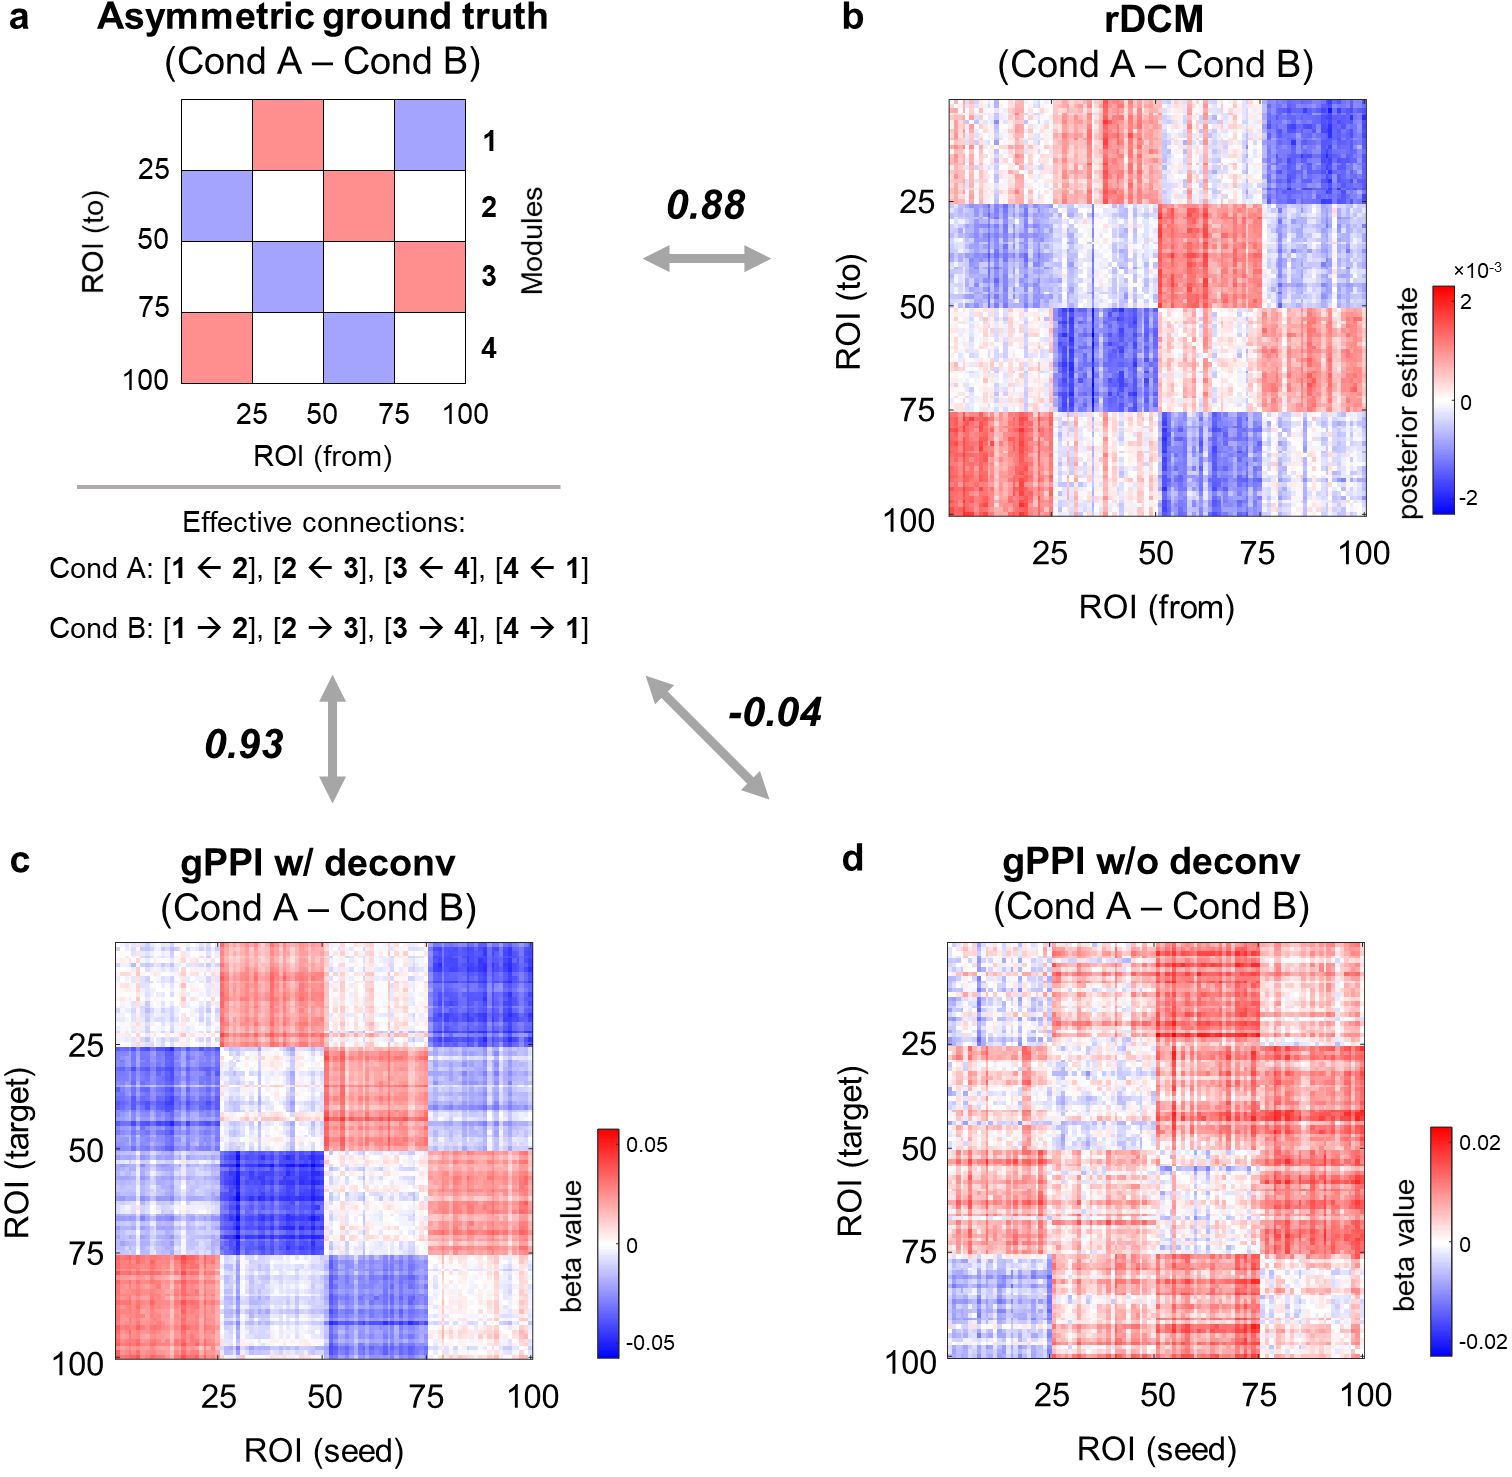 a
Asymmetric ground truth
(Cond A – Cond B)
1
2
3
4
Modules
25
50
75
100
ROI (to)
25 50 75 100
ROI (from)
Effective connections:
Cond A: [1 ← 2], [2 ← 3], [3 ← 4], [4 ← 1]
Cond B: [1 → 2], [2 → 3], [3 → 4], [4 → 1]
0.88
0.93
-0.04
b
rDCM
(Cond A – Cond B)
25
50
75
100
ROI (to)
25 50 75 100
ROI (from)
×10-3
2
0
-2
posterior estimate
c
gPPI w/ deconv
(Cond A – Cond B)
25
50
75
100
ROI (target)
25 50 75 100
ROI (seed)
0.05
0
-0.05
beta value
d
gPPI w/o deconv
(Cond A – Cond B)
25
50
75
100
ROI (target)
25 50 75 100
ROI (seed)
0.02
0
-0.02
beta value